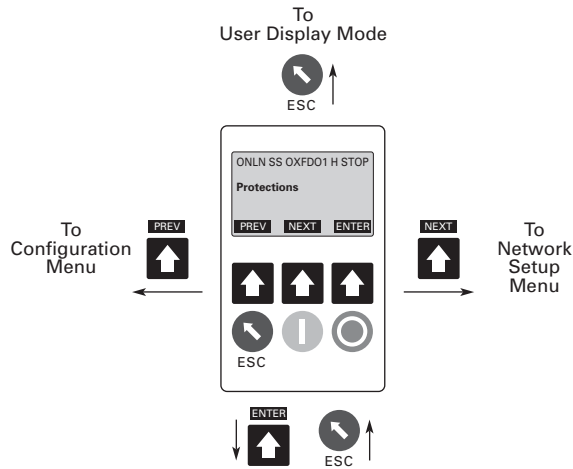 To
User Display Mode
ESC
ONLN SS OXFDO1 H STOP
Protections
PREV NEXT ENTER
To
Configuration
Menu
PREV
NEXT
To
Network
Setup
Menu
ESC
ENTER
ESC